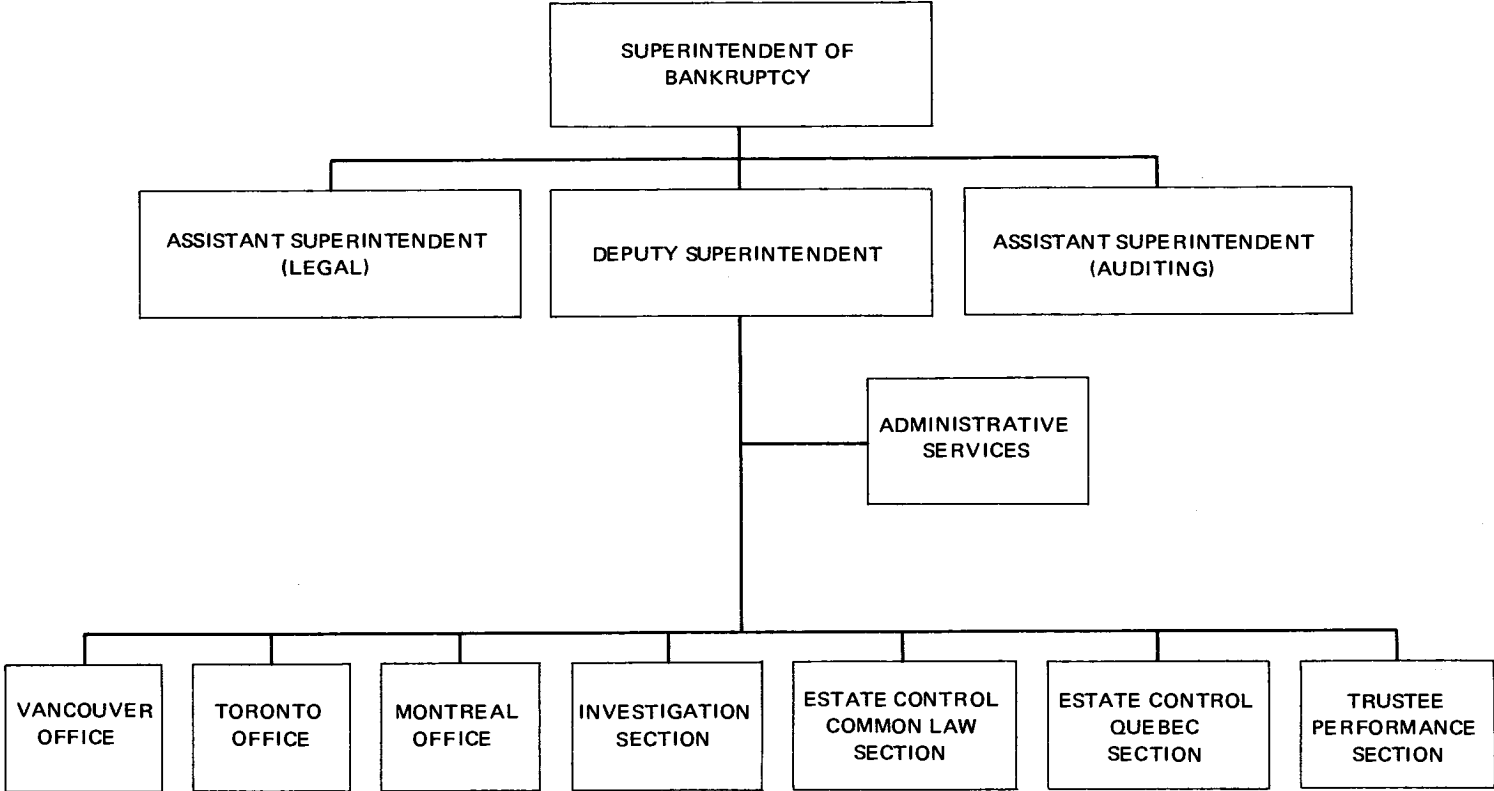 SUPERINTENDENT OF
BANKRUPTCY
ASSISTANT SUPERINTENDENT
(LEGAL)
DEPUTY SUPERINTENDENT
ASSISTANT SUPERINTENDENT
(AUDITING)
ADMINISTRATIVE
SERVICES
VANCOUVER
OFFICE
TORONTO
OFFICE
MONTREAL
OFFICE
INVESTIGATION
SECTION
ESTATE CONTROL
COMMON LAW
SECTION
ESTATE CONTROL
QUEBEC
SECTION
TRUSTEE
PERFORMANCE
SECTION